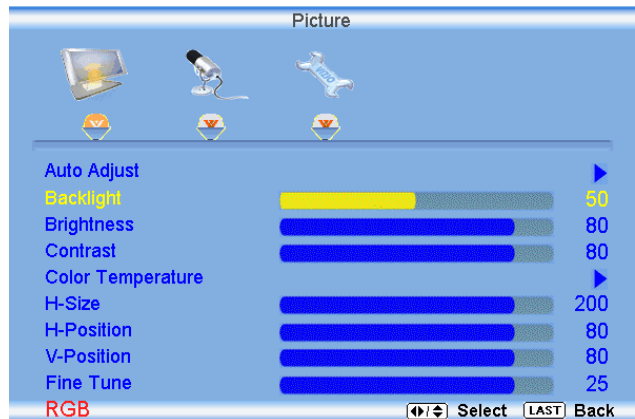 Picture
Auto Adjust
Backlight 50
Brightness 80
Contrast 80
Color Temperature
H-Size 200
H-Position 80
V-Position 80
Fine Tune 25
RGB Select LAST Back